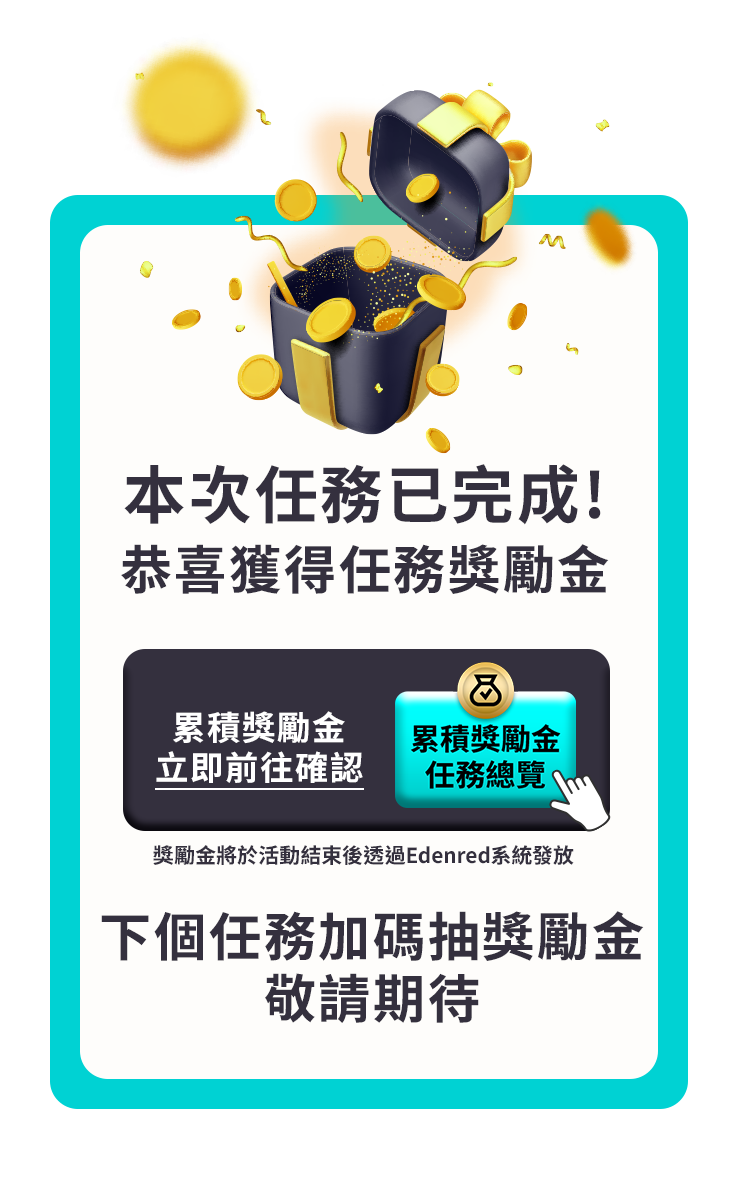 本次任務已完成!
恭喜獲得任務獎勵金
累積獎勵金
立即前往確認
累積獎勵金
任務總覽
獎勵金將於活動結束後透過Edenred系統發放
下個任務加碼抽獎勵金
敬請期待